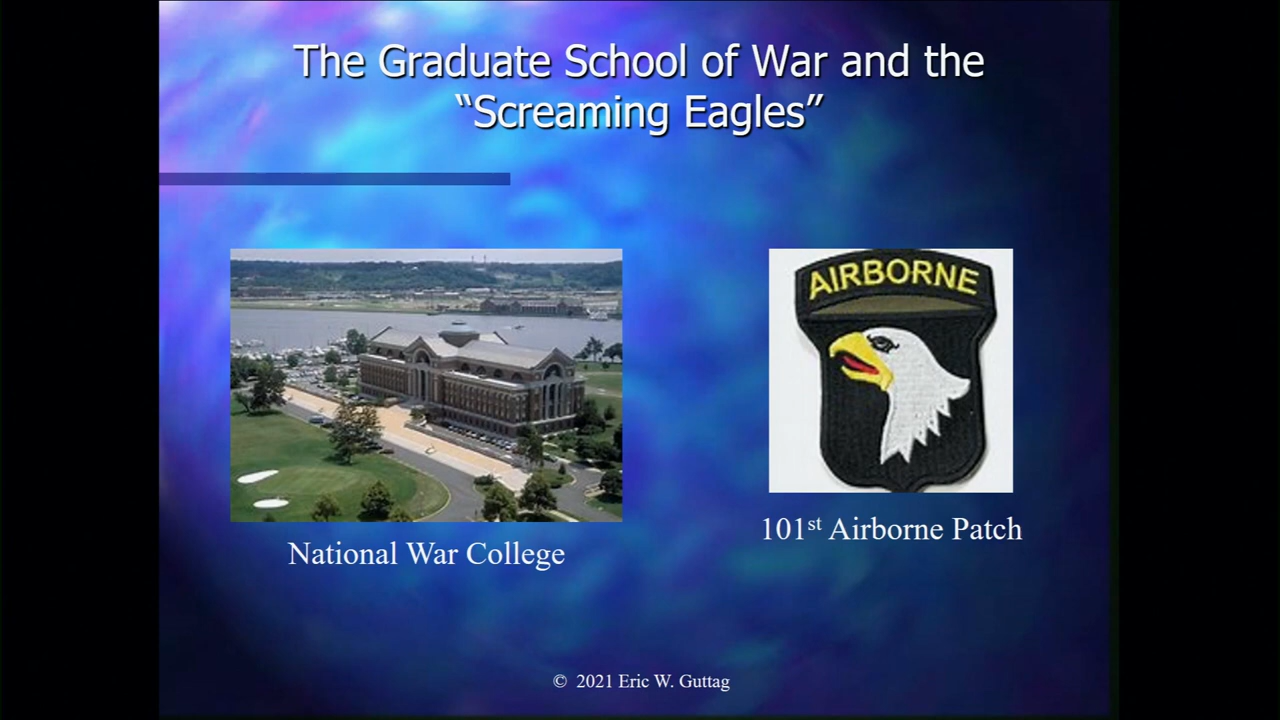 The Graduate School of War and the
“Screaming Eagles”
AIRBORNE
National War College
101st Airborne Patch
© 2021 Eric W. Guttag